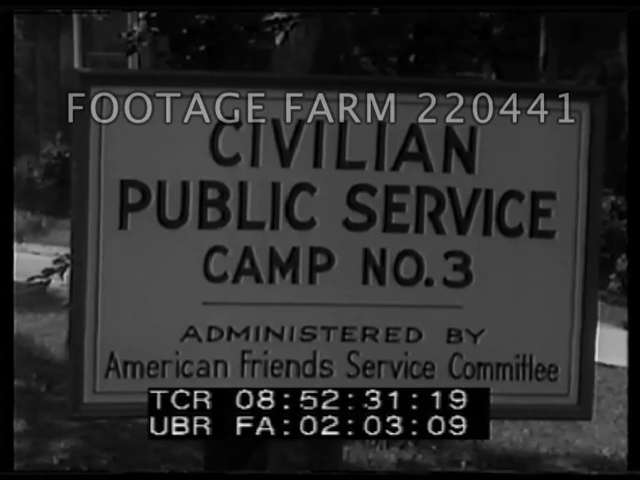 FOOTAGE FARM 220441
CIVILIAN
PUBLIC SERVICE
CAMP NO. 3
ADMINISTERED BY
American Friends Service Committee
TCR 08:52:31:19
UBR FA:02:03:09